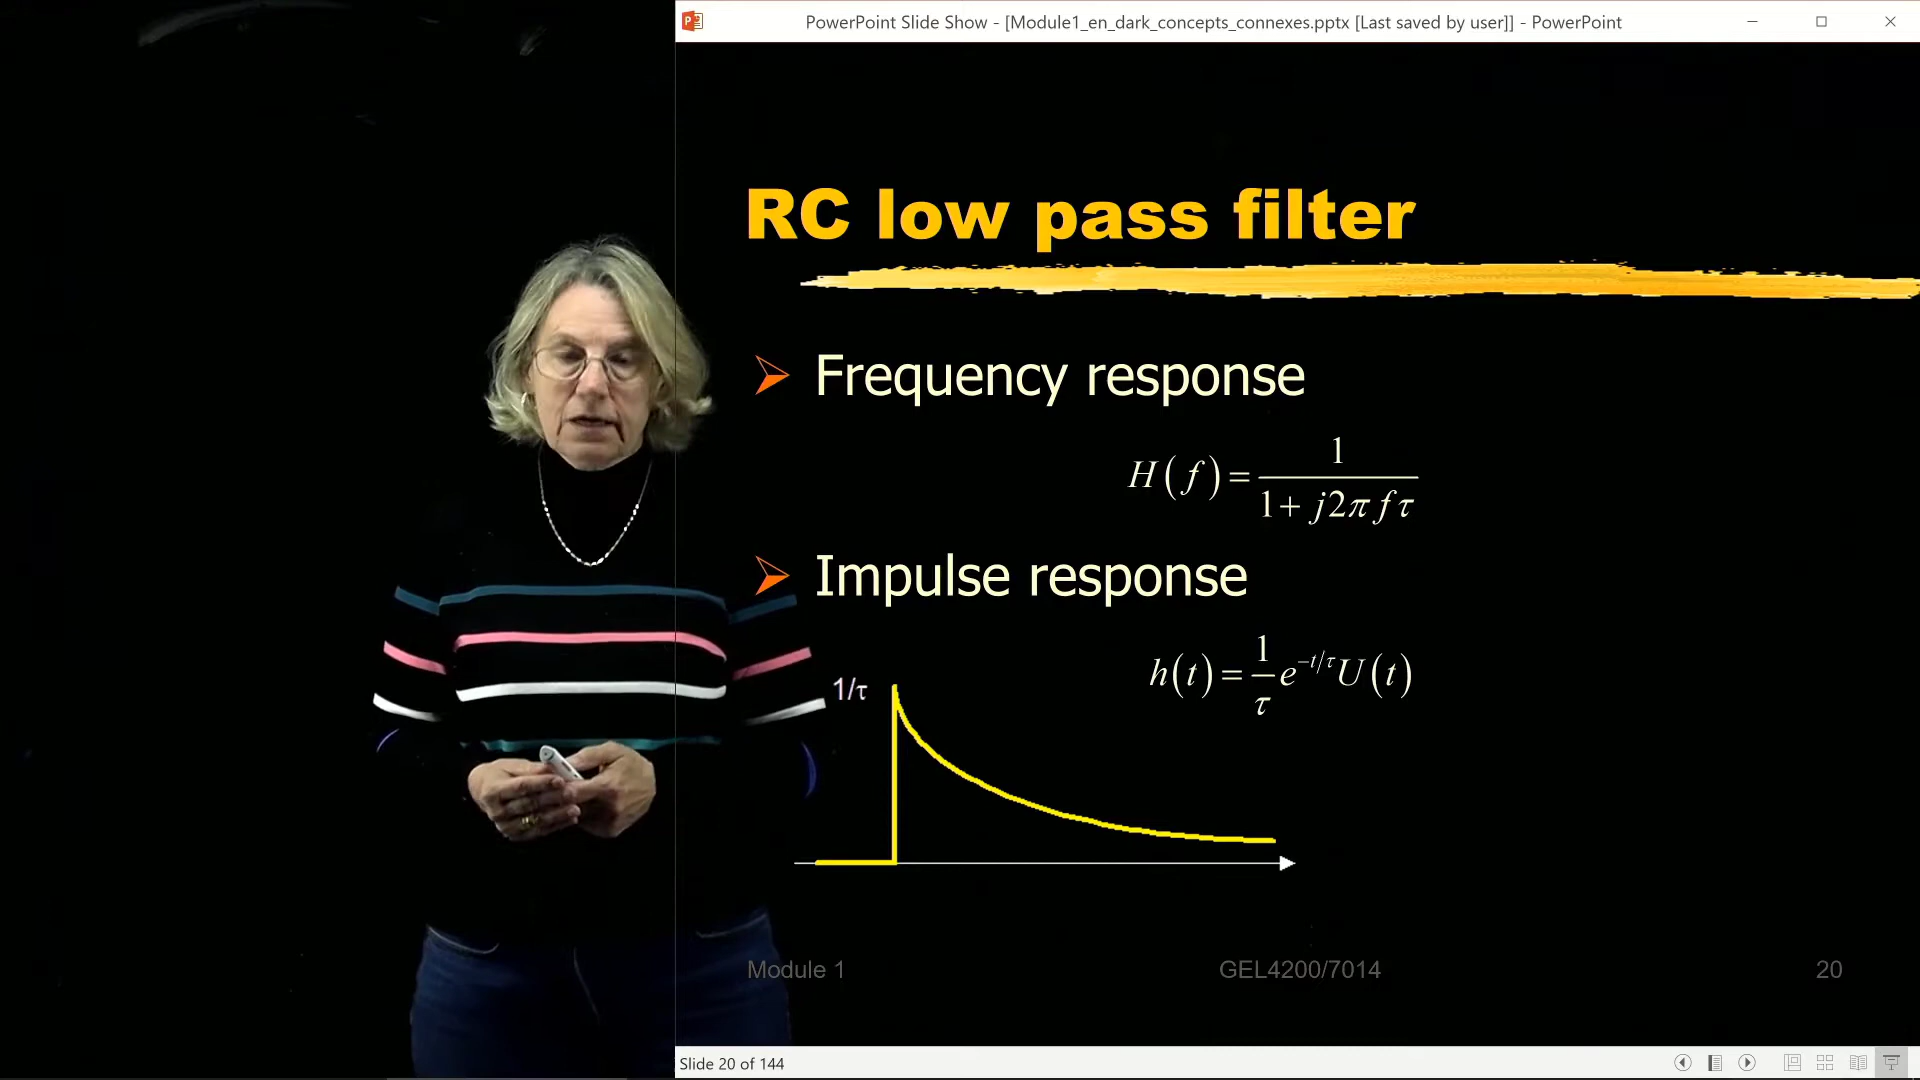 PowerPoint Slide Show - [Module1_en_dark_concepts_connexes.pptx [Last saved by user]] - PowerPoint
RC low pass filter
Frequency response
H(f) = 1 / (1 + j2πfτ)
Impulse response
h(t) = 1/τ e^{-t/τ} U(t)
1/τ
Module 1
GEL4200/7014
20
Slide 20 of 144